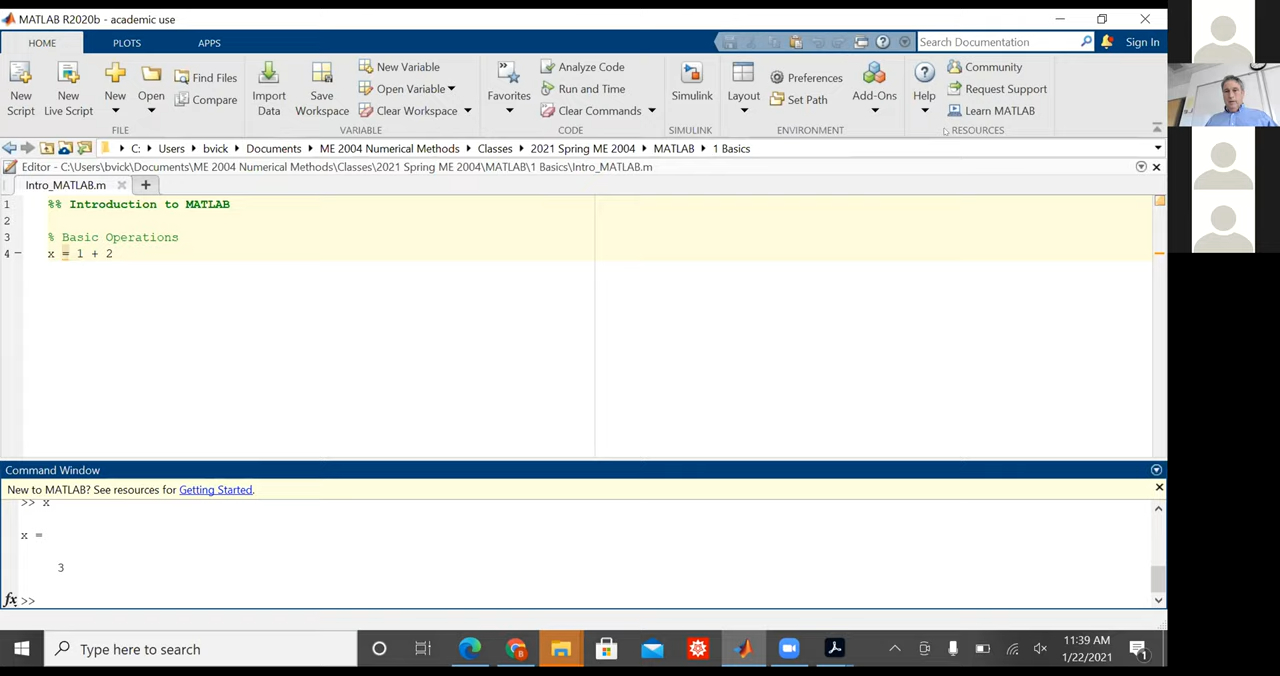 MATLAB R2020b - academic use
HOME PLOTS APPS Search Documentation Sign In
New Script
New Live Script
New
Open
Find Files
Compare
FILE
Import Data
Save Workspace
New Variable
Open Variable
Clear Workspace
VARIABLE
Favorites
Analyze Code
Run and Time
Clear Commands
CODE
Simulink
SIMULINK
Layout
Preferences
Set Path
Add-Ons
ENVIRONMENT
Help
Community
Request Support
Learn MATLAB
RESOURCES
C: Users bvick Documents ME 2004 Numerical Methods Classes 2021 Spring ME 2004 MATLAB 1 Basics
Editor - C:\Users\bvick\Documents\ME 2004 Numerical Methods\Classes\2021 Spring ME 2004\MATLAB\1 Basics\Intro_MATLAB.m
Intro_MATLAB.m
1 %% Introduction to MATLAB
2
3 % Basic Operations
4 – x = 1 + 2
Command Window
New to MATLAB? See resources for Getting Started.
>> x
x =
3
fx >>
Type here to search
11:39 AM
1/22/2021
1